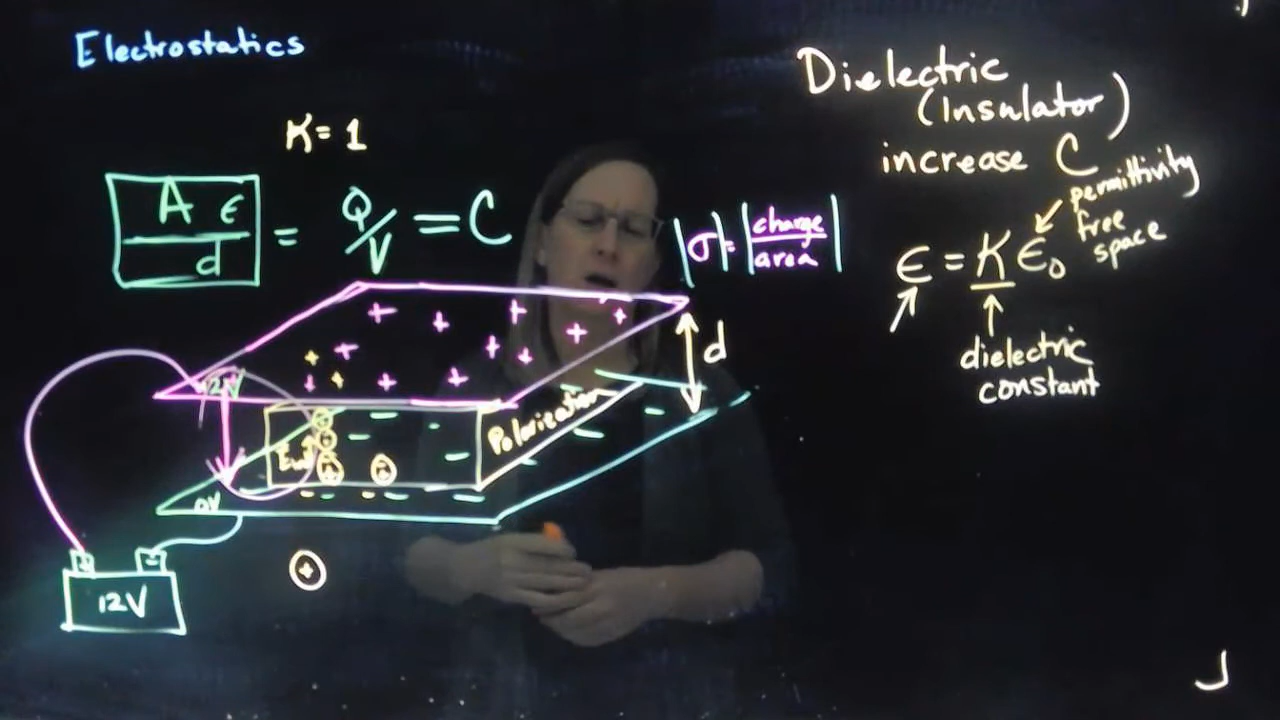 Electrostatics
K = 1
A ε / d = Q/V = C
|σ| = |charge / area|
Dielectric
(Insulator)
increase C
permittivity
free
space
ε = K ε₀
dielectric
constant
+ + + + + + + + + + + +
d
12V
Polarization
0V
+ -
12V
+